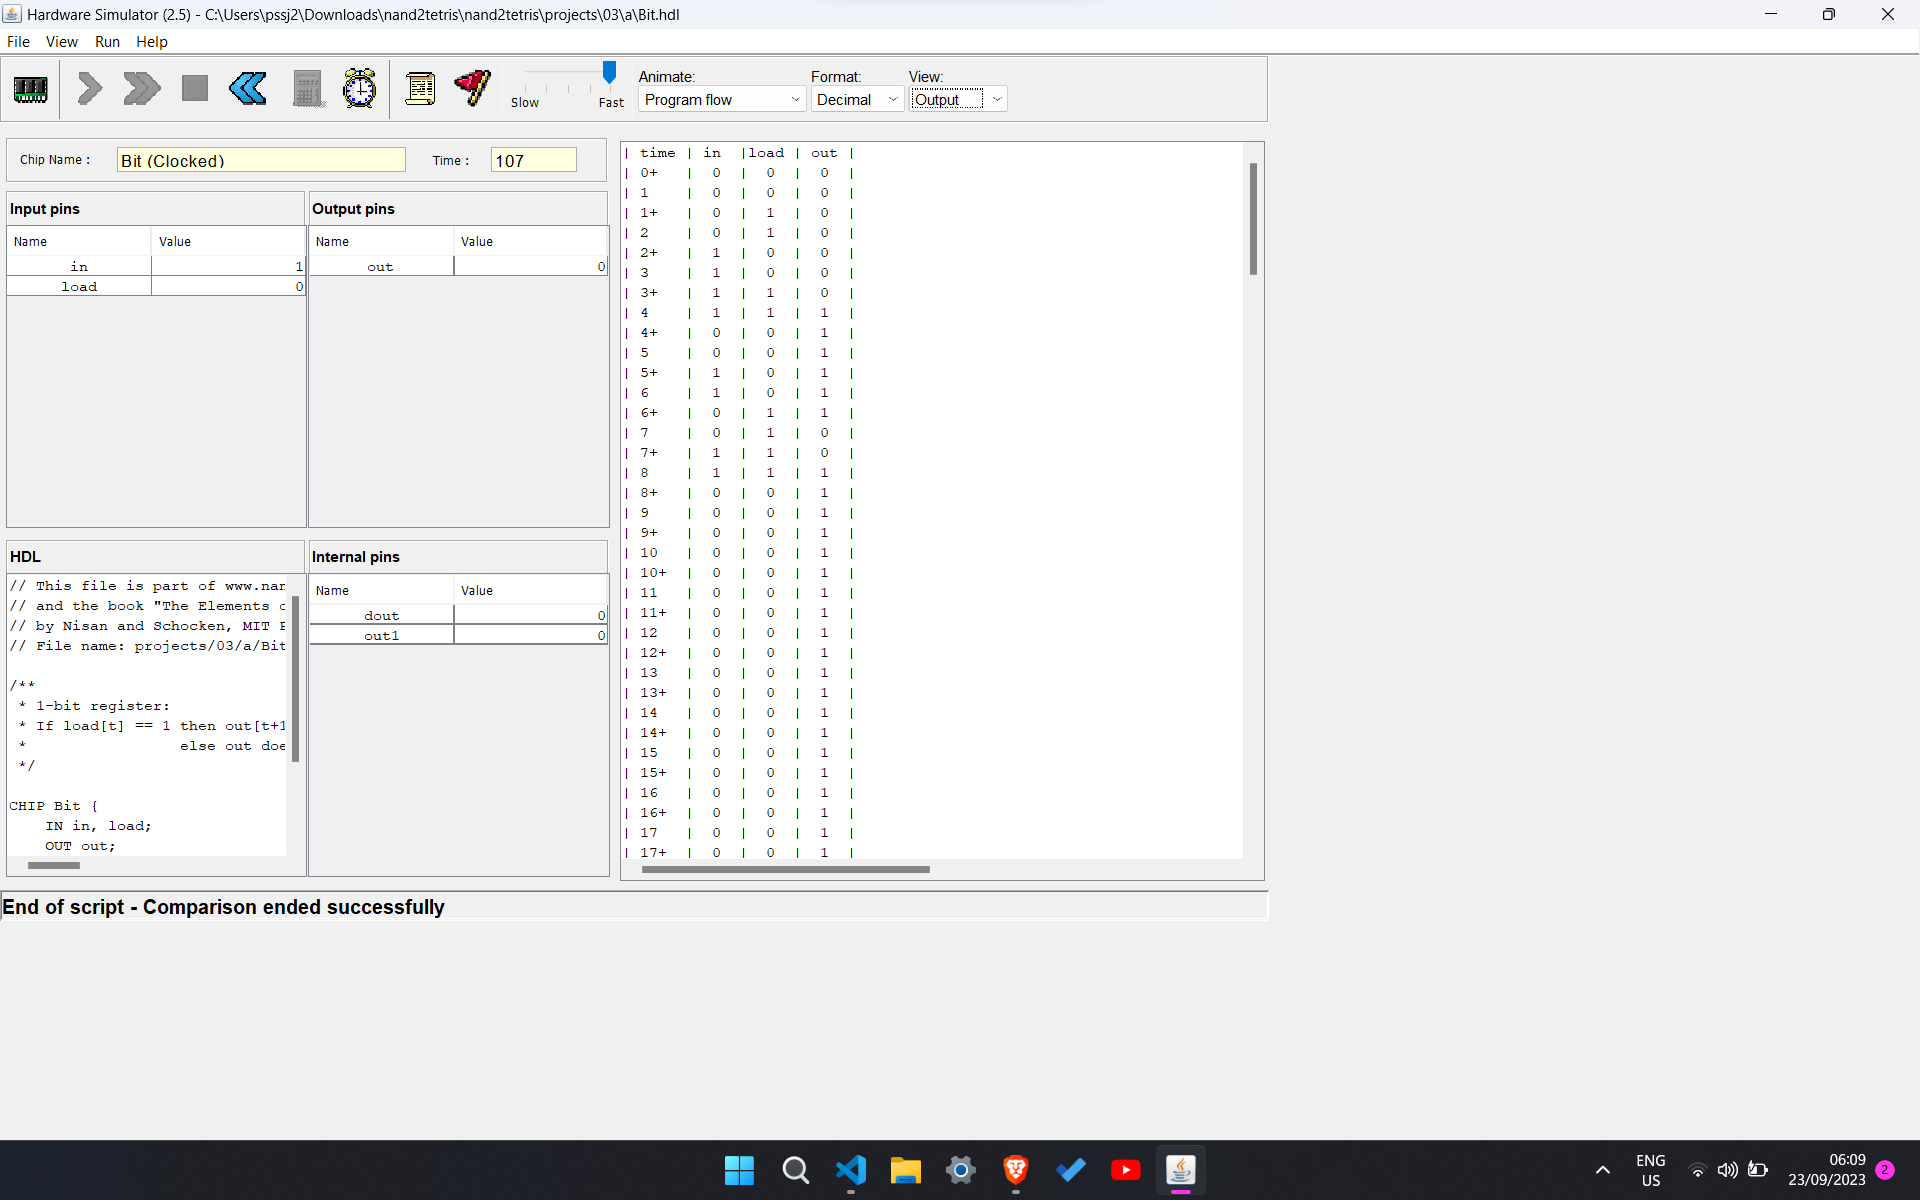 Hardware Simulator (2.5) - C:\Users\pssj2\Downloads\nand2tetris\nand2tetris\projects\03\a\Bit.hdl
File View Run Help
Slow Fast
Animate: Format: View:
Program flow Decimal Output
Chip Name : Bit (Clocked) Time : 107
Input pins
Name Value
in 1
load 0
Output pins
Name Value
out 0
HDL
// This file is part of www.nan
// and the book "The Elements o
// by Nisan and Schocken, MIT P
// File name: projects/03/a/Bit
/**
* 1-bit register:
* If load[t] == 1 then out[t+1
* else out doe
*/
CHIP Bit {
IN in, load;
OUT out;
Internal pins
Name Value
dout 0
out1 0
| time | in |load | out |
| 0+ | 0 | 0 | 0 |
| 1 | 0 | 0 | 0 |
| 1+ | 0 | 1 | 0 |
| 2 | 0 | 1 | 0 |
| 2+ | 1 | 0 | 0 |
| 3 | 1 | 0 | 0 |
| 3+ | 1 | 1 | 0 |
| 4 | 1 | 1 | 1 |
| 4+ | 0 | 0 | 1 |
| 5 | 0 | 0 | 1 |
| 5+ | 1 | 0 | 1 |
| 6 | 1 | 0 | 1 |
| 6+ | 0 | 1 | 1 |
| 7 | 0 | 1 | 0 |
| 7+ | 1 | 1 | 0 |
| 8 | 1 | 1 | 1 |
| 8+ | 0 | 0 | 1 |
| 9 | 0 | 0 | 1 |
| 9+ | 0 | 0 | 1 |
| 10 | 0 | 0 | 1 |
| 10+ | 0 | 0 | 1 |
| 11 | 0 | 0 | 1 |
| 11+ | 0 | 0 | 1 |
| 12 | 0 | 0 | 1 |
| 12+ | 0 | 0 | 1 |
| 13 | 0 | 0 | 1 |
| 13+ | 0 | 0 | 1 |
| 14 | 0 | 0 | 1 |
| 14+ | 0 | 0 | 1 |
| 15 | 0 | 0 | 1 |
| 15+ | 0 | 0 | 1 |
| 16 | 0 | 0 | 1 |
| 16+ | 0 | 0 | 1 |
| 17 | 0 | 0 | 1 |
| 17+ | 0 | 0 | 1 |
End of script - Comparison ended successfully
ENG
US
06:09
23/09/2023
2